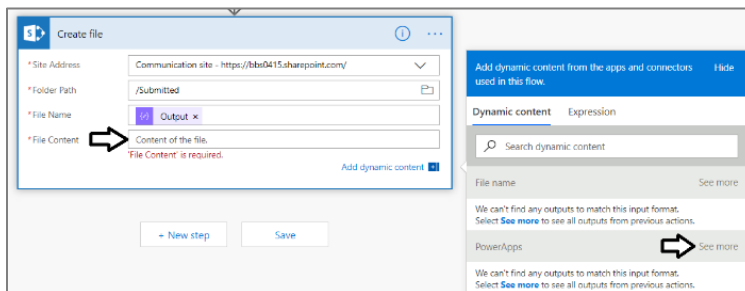 Create file
*Site Address
Communication site - https://bbs0415.sharepoint.com/
*Folder Path
/Submitted
*File Name
Output ×
*File Content
Content of the file.
'File Content' is required.
Add dynamic content
+ New step
Save
Add dynamic content from the apps and connectors
used in this flow.
Hide
Dynamic content
Expression
Search dynamic content
File name
See more
We can't find any outputs to match this input format.
Select See more to see all outputs from previous actions.
PowerApps
See more
We can't find any outputs to match this input format.
Select See more to see all outputs from previous actions.